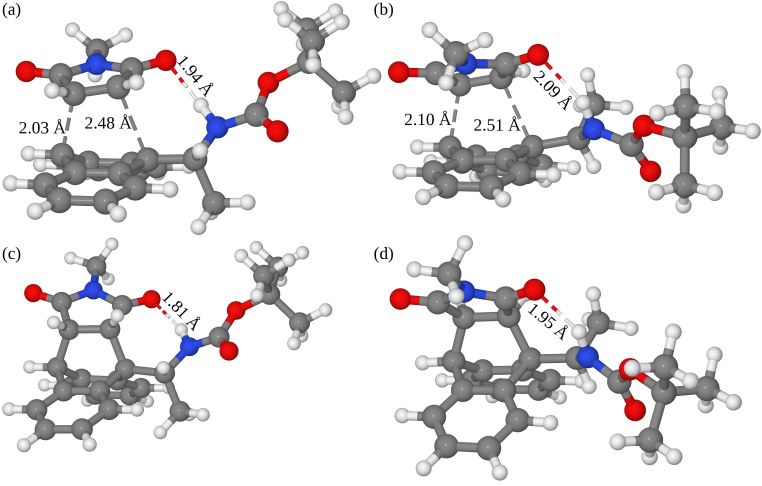 (a)
1.94 Å
2.03 Å
2.48 Å
(b)
2.09 Å
2.10 Å
2.51 Å
(c)
1.81 Å
(d)
1.95 Å